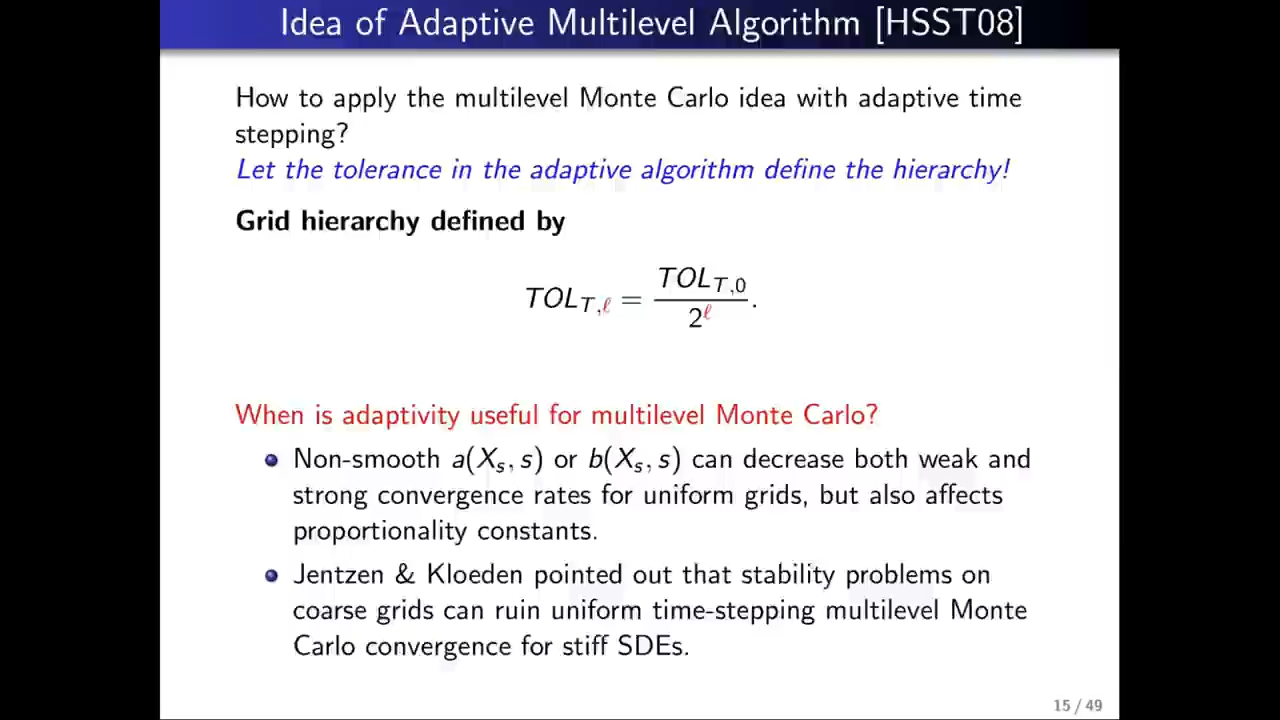 Idea of Adaptive Multilevel Algorithm [HSST08]
How to apply the multilevel Monte Carlo idea with adaptive time
stepping?
Let the tolerance in the adaptive algorithm define the hierarchy!
Grid hierarchy defined by
TOL_{T,ℓ} = TOL_{T,0} / 2^ℓ.
When is adaptivity useful for multilevel Monte Carlo?
Non-smooth a(X_s, s) or b(X_s, s) can decrease both weak and
strong convergence rates for uniform grids, but also affects
proportionality constants.
Jentzen & Kloeden pointed out that stability problems on
coarse grids can ruin uniform time-stepping multilevel Monte
Carlo convergence for stiff SDEs.
15 / 49